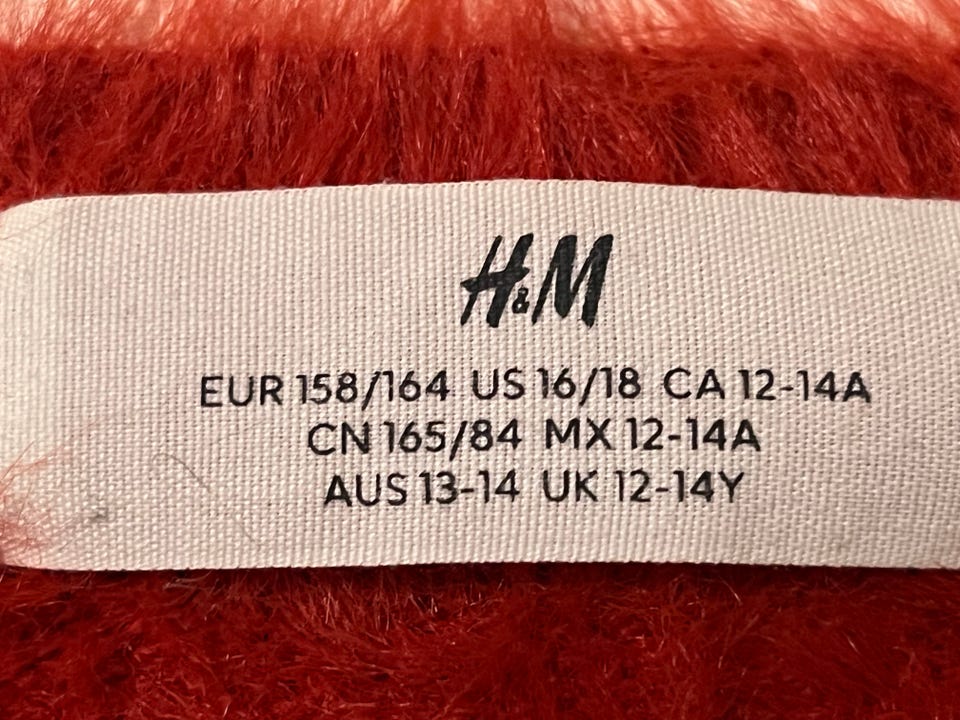 H&M
EUR 158/164 US 16/18 CA 12-14A
CN 165/84 MX 12-14A
AUS 13-14 UK 12-14Y